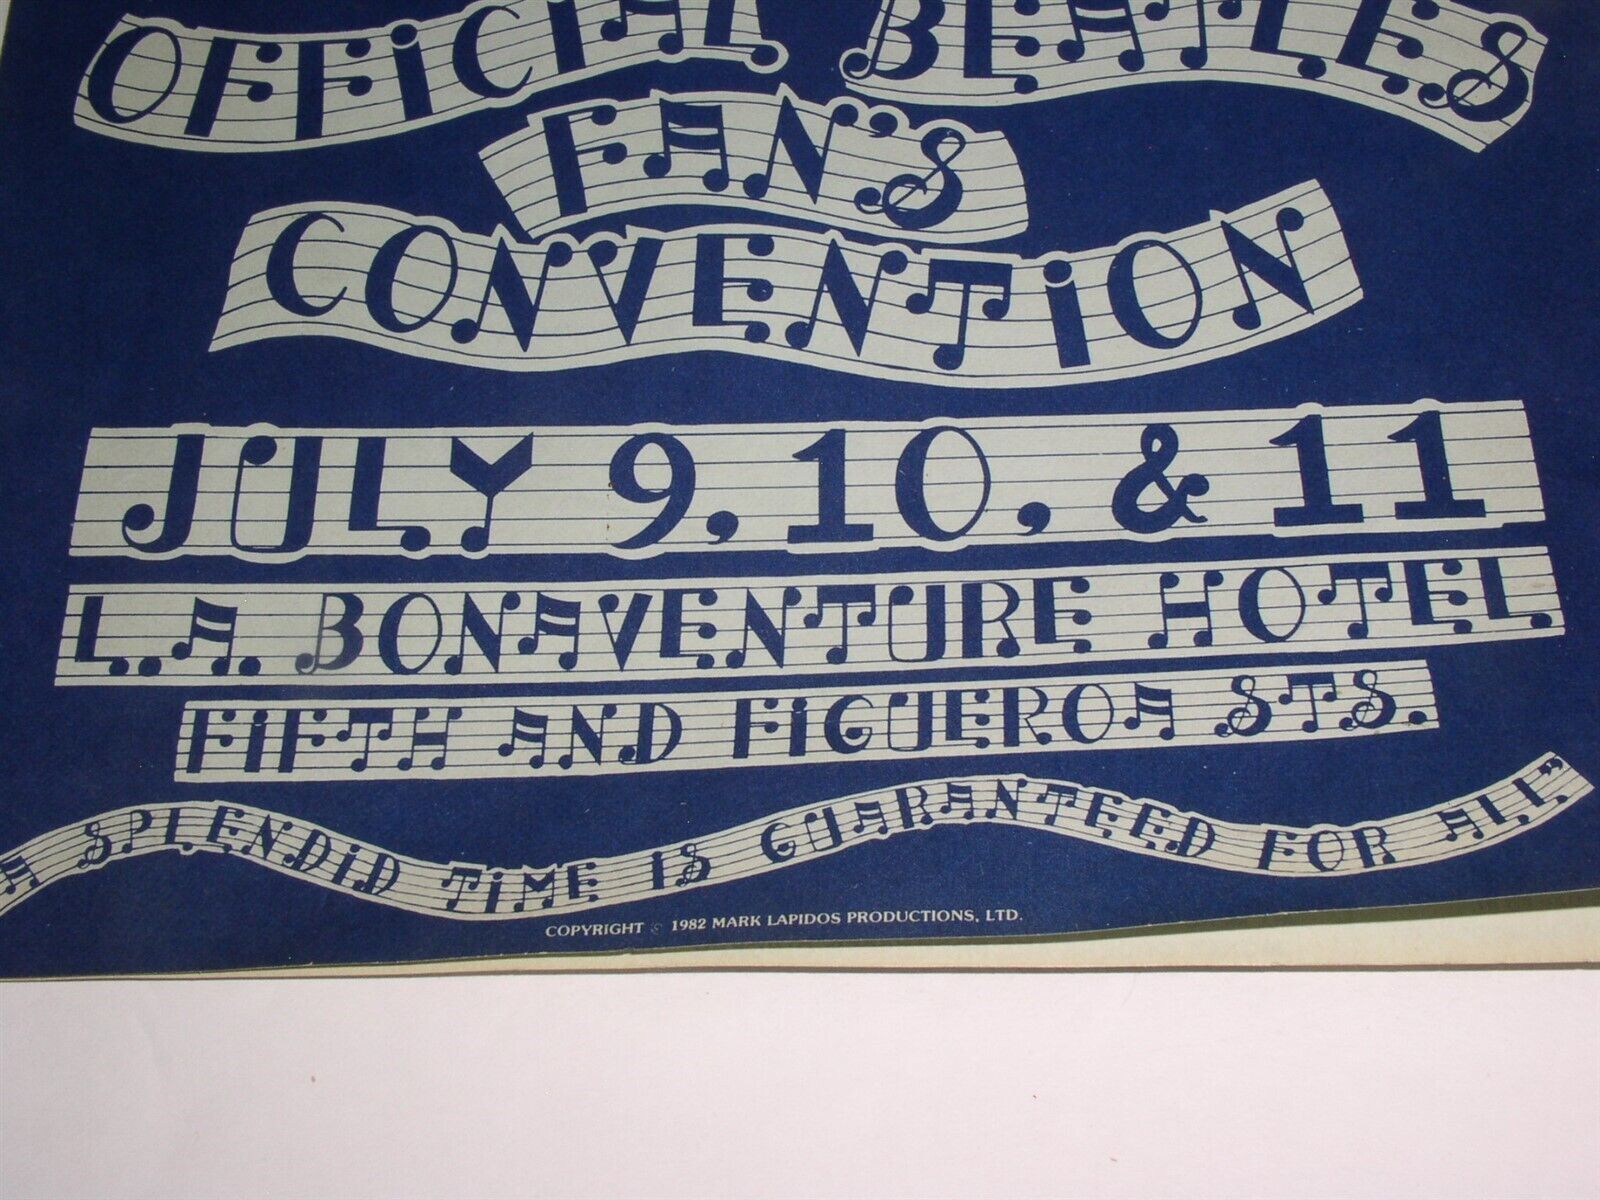 OFFiCiAL BEATLES
FAN'S
CONVENTiON
JULY 9, 10, & 11
L.A. BONAVENTURE HOTEL
FiFTH AND FiGUEROA STS.
A SPLENDiD TiME iS GUARANTEED FOR ALL"
COPYRIGHT © 1982 MARK LAPIDOS PRODUCTIONS, LTD.